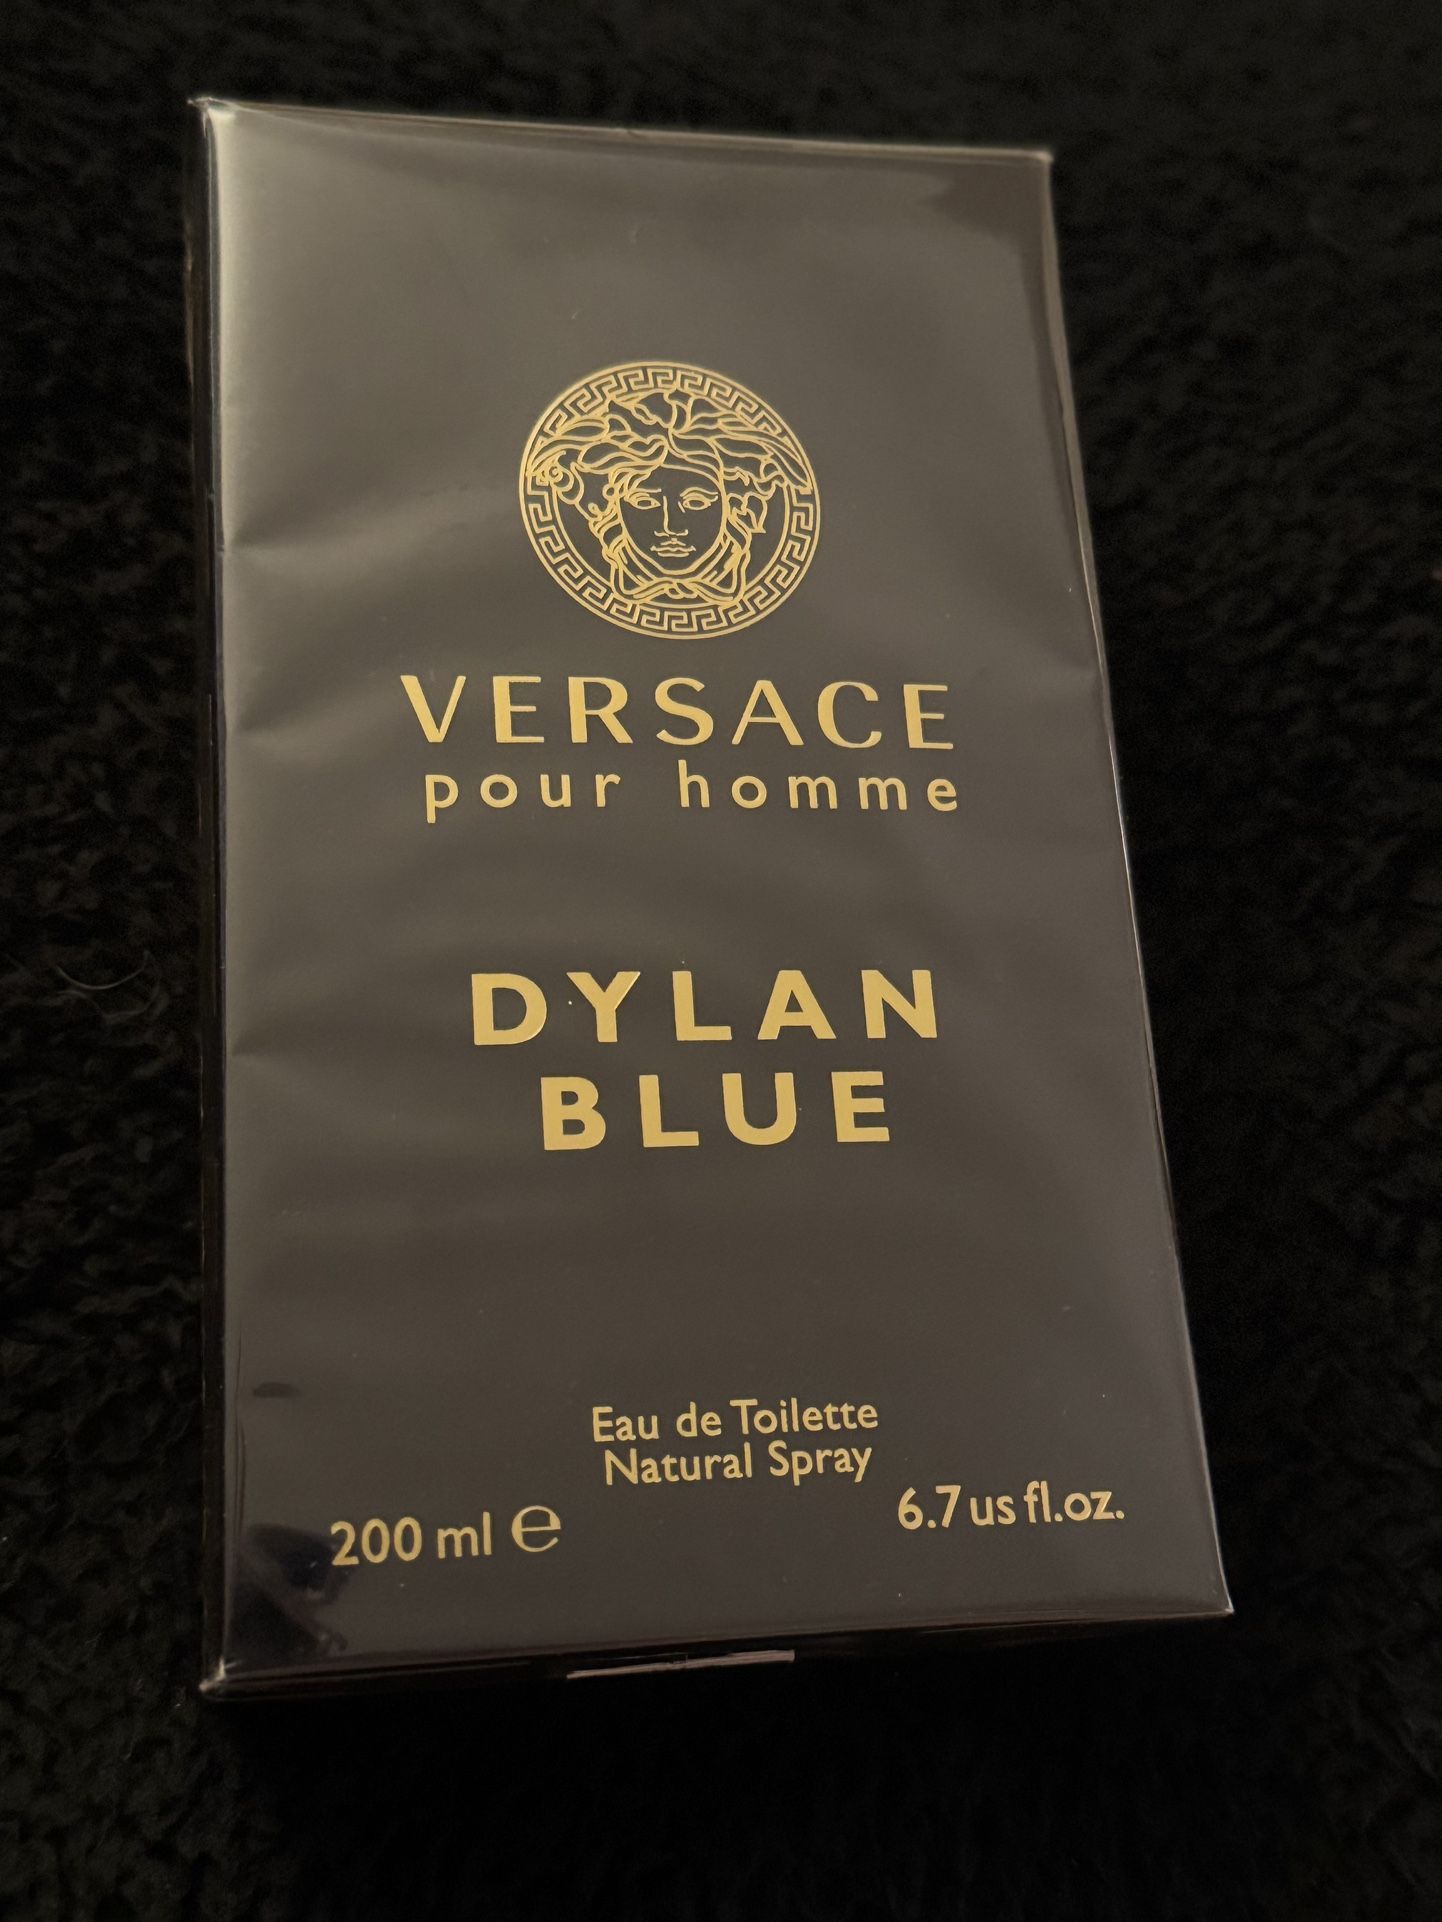 VERSACE
pour homme
DYLAN
BLUE
Eau de Toilette
Natural Spray
200 ml ℮
6.7 us fl.oz.